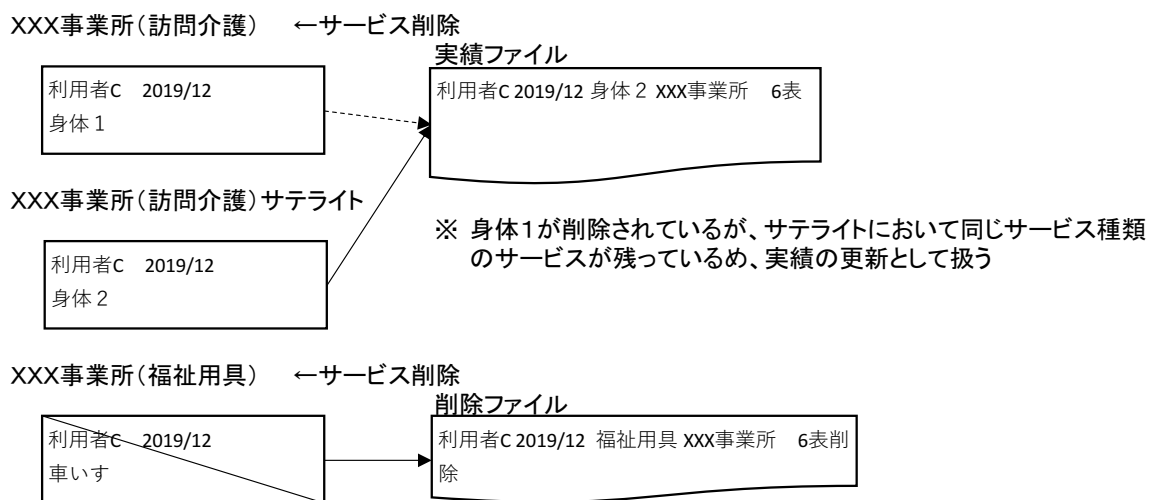 XXX事業所（訪問介護）　←サービス削除
実績ファイル
利用者C　2019/12
身体１
利用者C 2019/12 身体２ XXX事業所　6表
XXX事業所（訪問介護）サテライト
利用者C　2019/12
身体２
※ 身体１が削除されているが、サテライトにおいて同じサービス種類
のサービスが残っているめ、実績の更新として扱う
XXX事業所（福祉用具）　←サービス削除
削除ファイル
利用者C　2019/12
車いす
利用者C 2019/12 福祉用具 XXX事業所　6表削
除